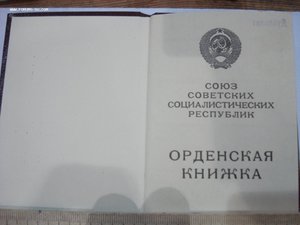 СОЮЗ
СОВЕТСКИХ
СОЦИАЛИСТИЧЕСКИХ
РЕСПУБЛИК
ОРДЕНСКАЯ
КНИЖКА